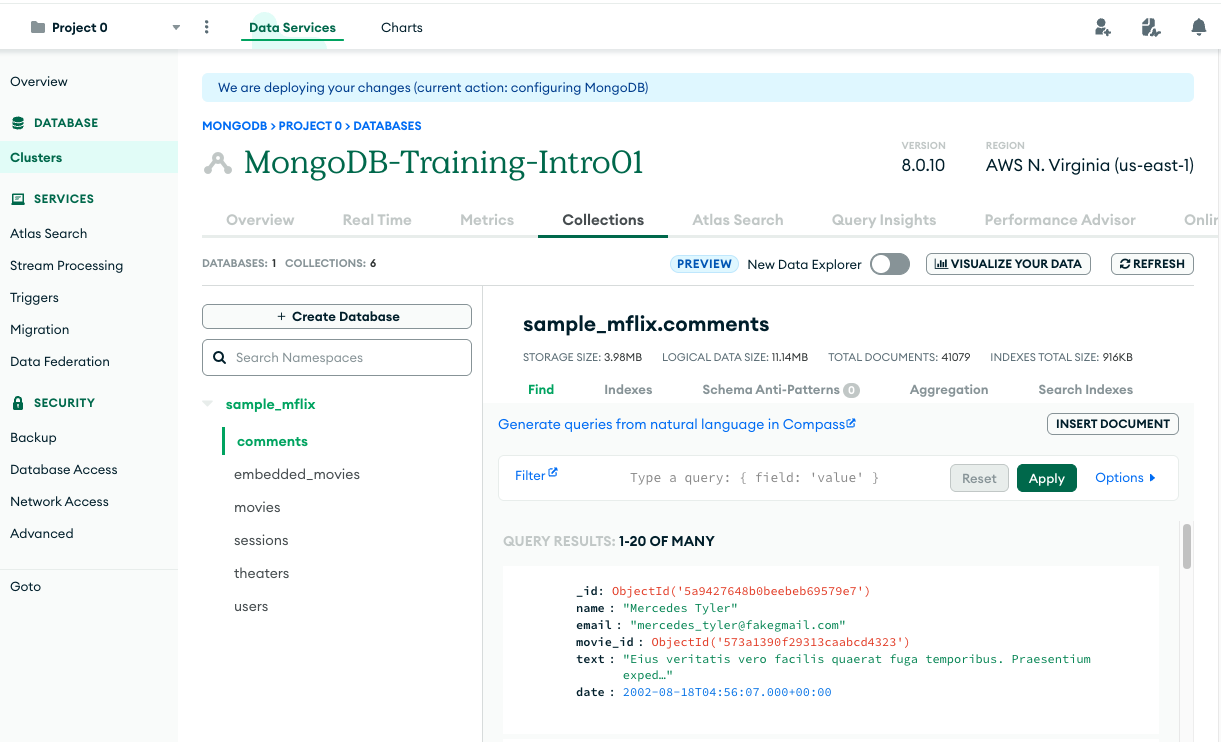 Project 0
Data Services
Charts
Overview
DATABASE
Clusters
SERVICES
Atlas Search
Stream Processing
Triggers
Migration
Data Federation
SECURITY
Backup
Database Access
Network Access
Advanced
Goto
We are deploying your changes (current action: configuring MongoDB)
MONGODB > PROJECT 0 > DATABASES
MongoDB-Training-Intro01
VERSION
8.0.10
REGION
AWS N. Virginia (us-east-1)
Overview Real Time Metrics Collections Atlas Search Query Insights Performance Advisor Onlin
DATABASES: 1 COLLECTIONS: 6
PREVIEW New Data Explorer VISUALIZE YOUR DATA REFRESH
+ Create Database
Search Namespaces
sample_mflix
comments
embedded_movies
movies
sessions
theaters
users
sample_mflix.comments
STORAGE SIZE: 3.98MB LOGICAL DATA SIZE: 11.14MB TOTAL DOCUMENTS: 41079 INDEXES TOTAL SIZE: 916KB
Find Indexes Schema Anti-Patterns 0 Aggregation Search Indexes
Generate queries from natural language in Compass
INSERT DOCUMENT
Filter Type a query: { field: 'value' } Reset Apply Options
QUERY RESULTS: 1-20 OF MANY
_id: ObjectId('5a9427648b0beebeb69579e7')
name : "Mercedes Tyler"
email : "mercedes_tyler@fakegmail.com"
movie_id : ObjectId('573a1390f29313caabcd4323')
text : "Eius veritatis vero facilis quaerat fuga temporibus. Praesentium
exped…"
date : 2002-08-18T04:56:07.000+00:00